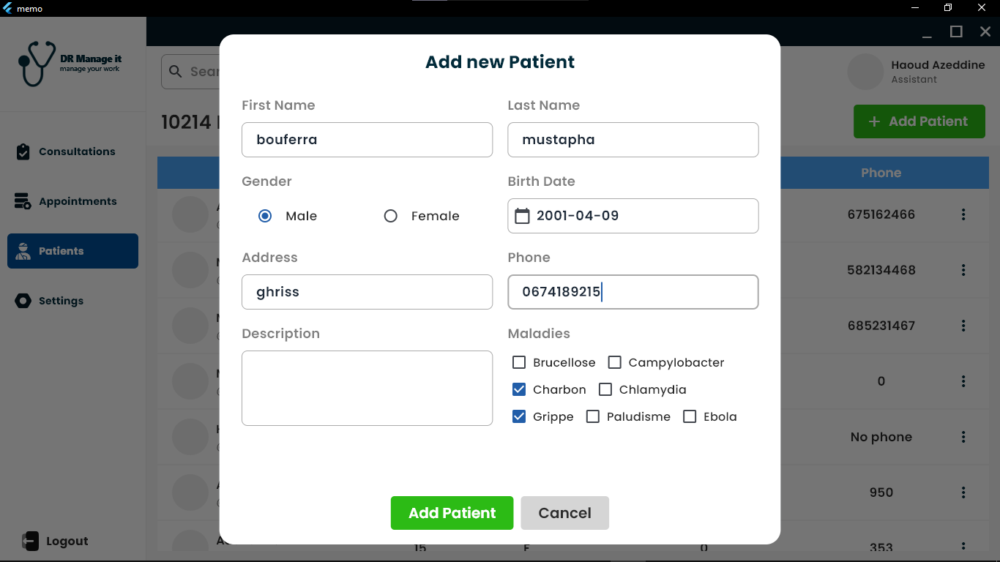 memo
DR Manage it
manage your work
Haoud Azeddine
Assistant
10214
Add Patient
Consultations
Appointments
Patients
Settings
Logout
Phone
675162466
582134468
685231467
0
No phone
950
15 F 0 353
Add new Patient
First Name Last Name
bouferra mustapha
Gender Birth Date
Male Female 2001-04-09
Address Phone
ghriss 0674189215
Description Maladies
Brucellose Campylobacter
Charbon Chlamydia
Grippe Paludisme Ebola
Add Patient Cancel